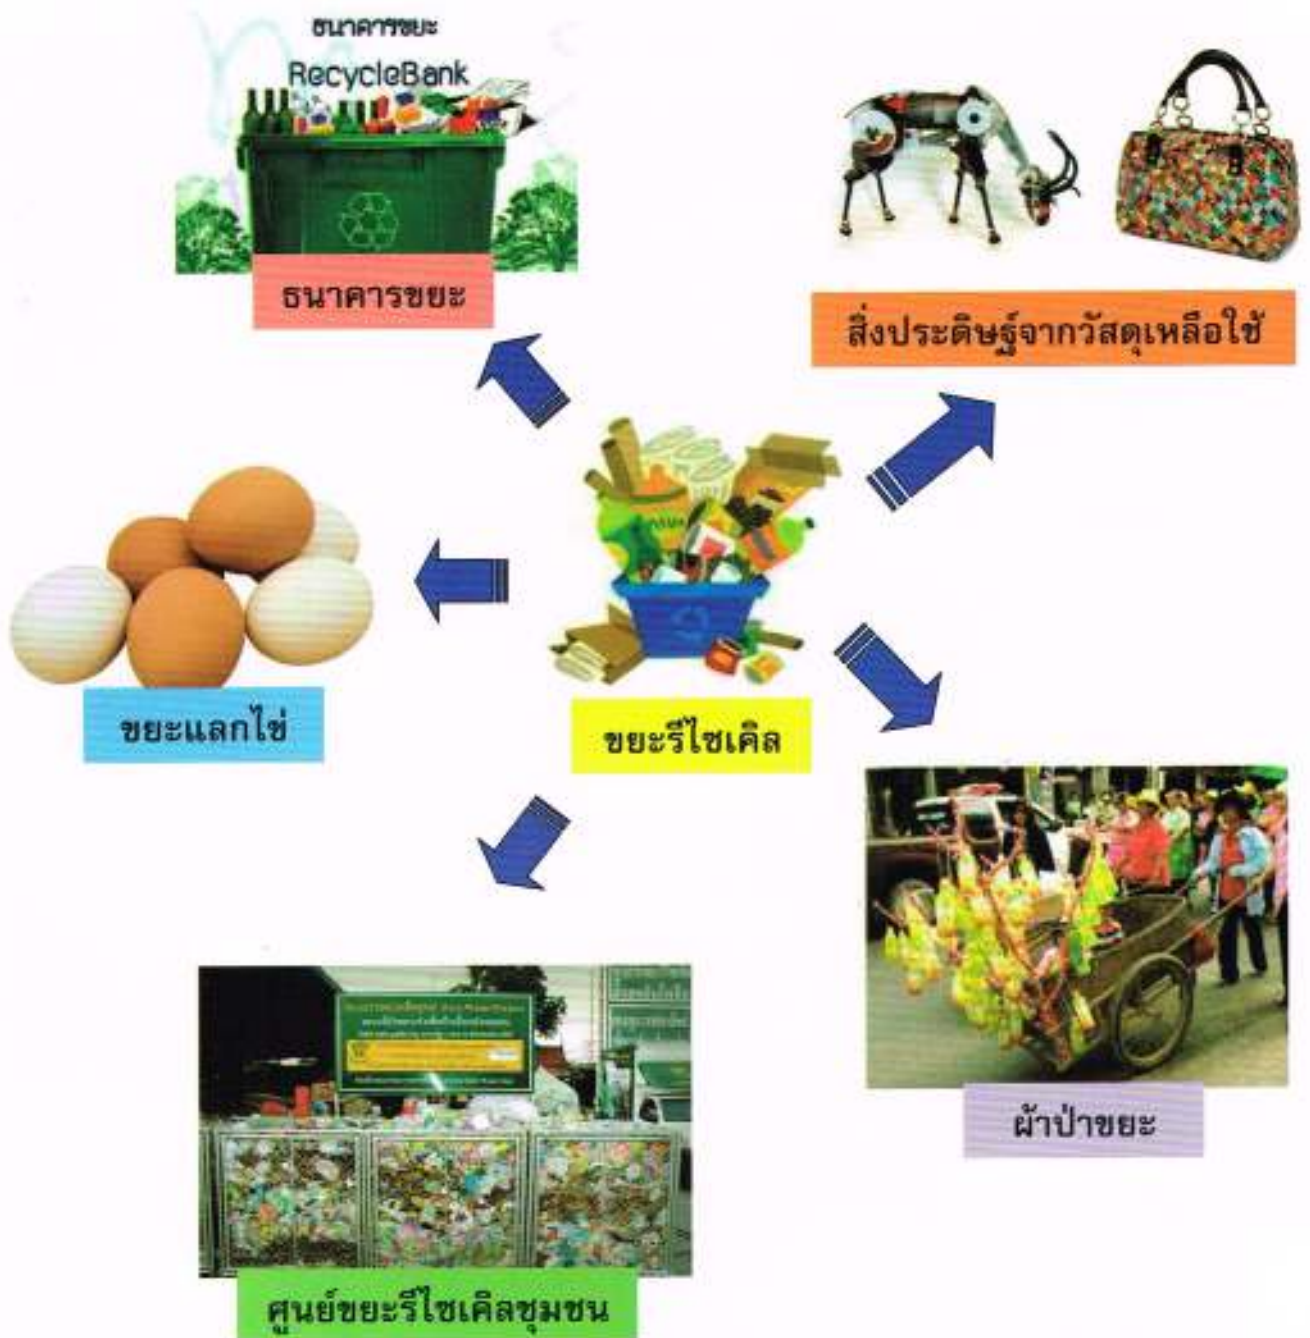 ธนาคารขยะ
RecycleBank
ธนาคารขยะ
สิ่งประดิษฐ์จากวัสดุเหลือใช้
ขยะแลกไข่
ขยะรีไซเคิล
ผ้าป่าขยะ
ศูนย์ขยะรีไซเคิลชุมชน